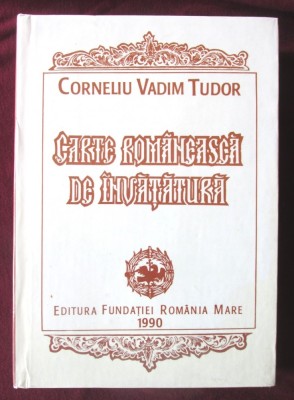 CORNELIU VADIM TUDOR
CARTE ROMÂNEASCĂ
DE ÎNVĂȚĂTURĂ
EDITURA FUNDAȚIEI ROMÂNIA MARE
1990